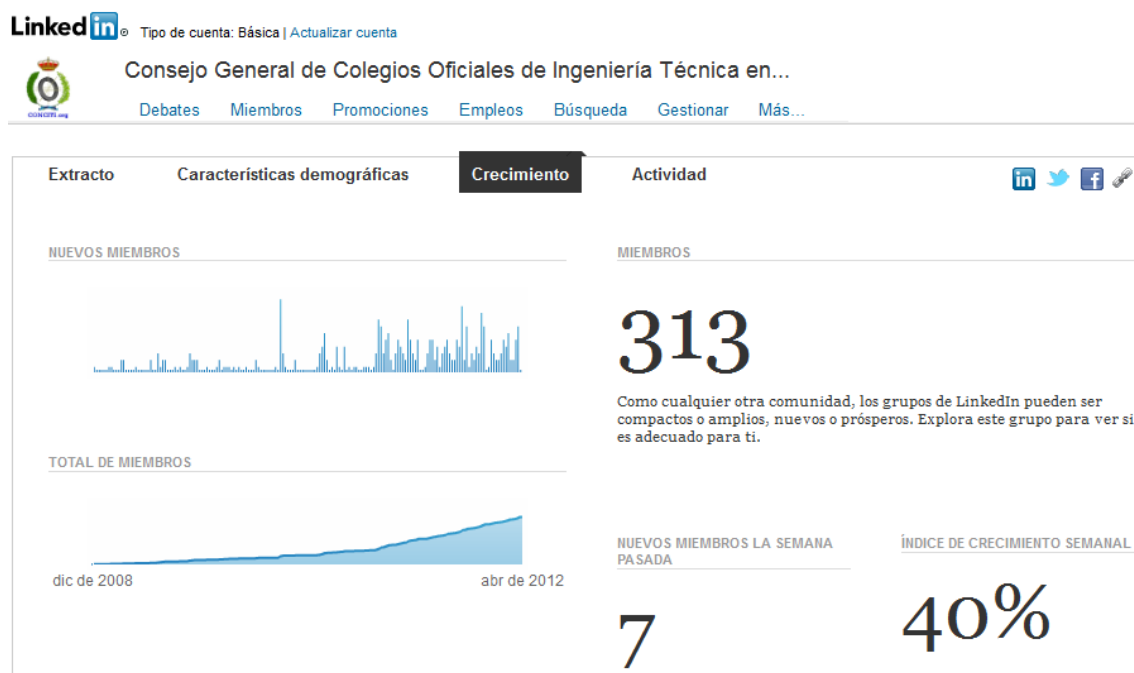 Linked in® Tipo de cuenta: Básica | Actualizar cuenta
Consejo General de Colegios Oficiales de Ingeniería Técnica en...
CONCITI.org
Debates Miembros Promociones Empleos Búsqueda Gestionar Más...
Extracto Características demográficas Crecimiento Actividad
in f
NUEVOS MIEMBROS
MIEMBROS
313
Como cualquier otra comunidad, los grupos de LinkedIn pueden ser
compactos o amplios, nuevos o prósperos. Explora este grupo para ver si
es adecuado para ti.
TOTAL DE MIEMBROS
dic de 2008 abr de 2012
NUEVOS MIEMBROS LA SEMANA
PASADA
7
ÍNDICE DE CRECIMIENTO SEMANAL
40%